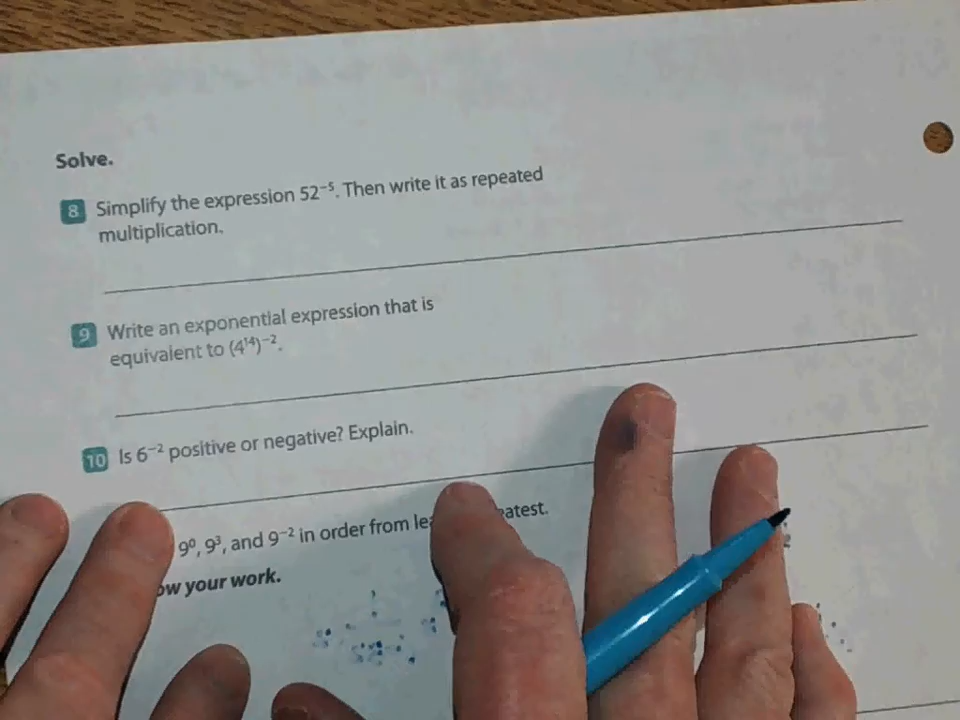 Solve.
8 Simplify the expression 52⁻⁵. Then write it as repeated
multiplication.
9 Write an exponential expression that is
equivalent to (4¹⁴)⁻².
10 Is 6⁻² positive or negative? Explain.
9⁰, 9³, and 9⁻² in order from
your work.